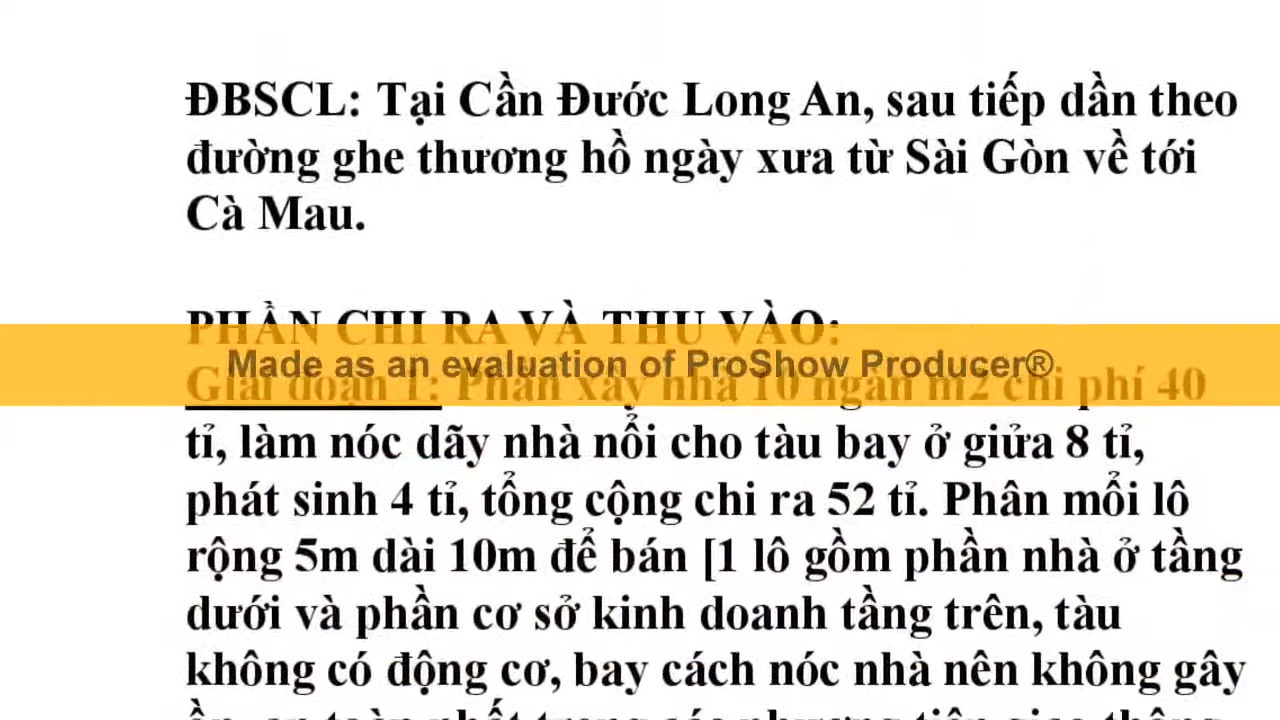 ĐBSCL: Tại Cần Đước Long An, sau tiếp dần theo
đường ghe thương hồ ngày xưa từ Sài Gòn về tới
Cà Mau.
PHẦN CHI RA VÀ THU VÀO:
Made as an evaluation of ProShow Producer®
Giai đoạn 1: Phần xây nhà 10 ngàn m2 chi phí 40
tỉ, làm nóc dãy nhà nổi cho tàu bay ở giửa 8 tỉ,
phát sinh 4 tỉ, tổng cộng chi ra 52 tỉ. Phân mổi lô
rộng 5m dài 10m để bán [1 lô gồm phần nhà ở tầng
dưới và phần cơ sở kinh doanh tầng trên, tàu
không có động cơ, bay cách nóc nhà nên không gây